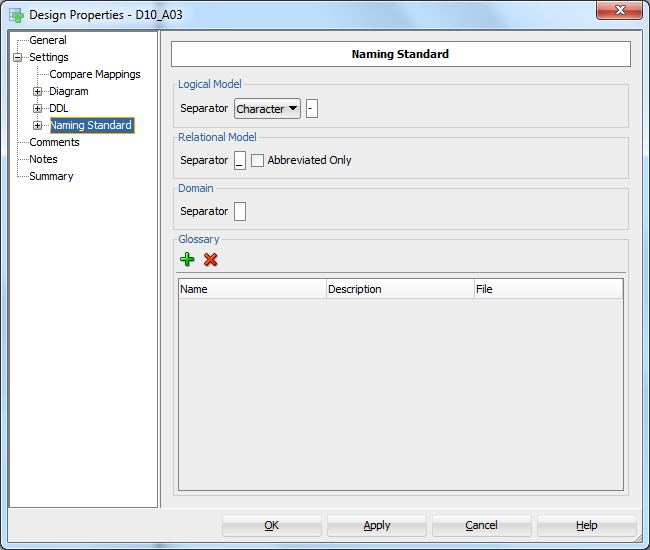 Design Properties - D10_A03
General
Settings
Compare Mappings
Diagram
DDL
Naming Standard
Comments
Notes
Summary
Naming Standard
Logical Model
Separator Character -
Relational Model
Separator _ Abbreviated Only
Domain
Separator
Glossary
Name Description File
OK Apply Cancel Help